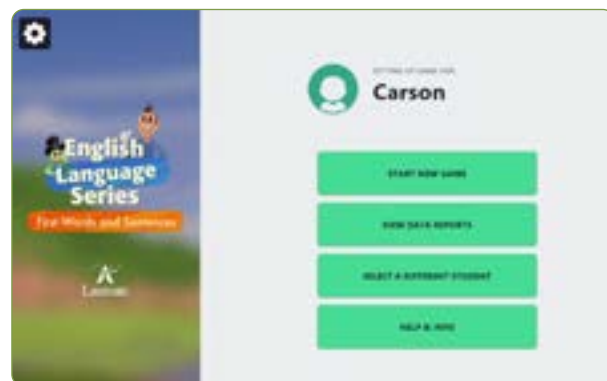 English
Language
Series
First Words and Sentences
Carson
START NEW GAME
VIEW DATA REPORTS
SELECT A DIFFERENT STUDENT
HELP & INFO